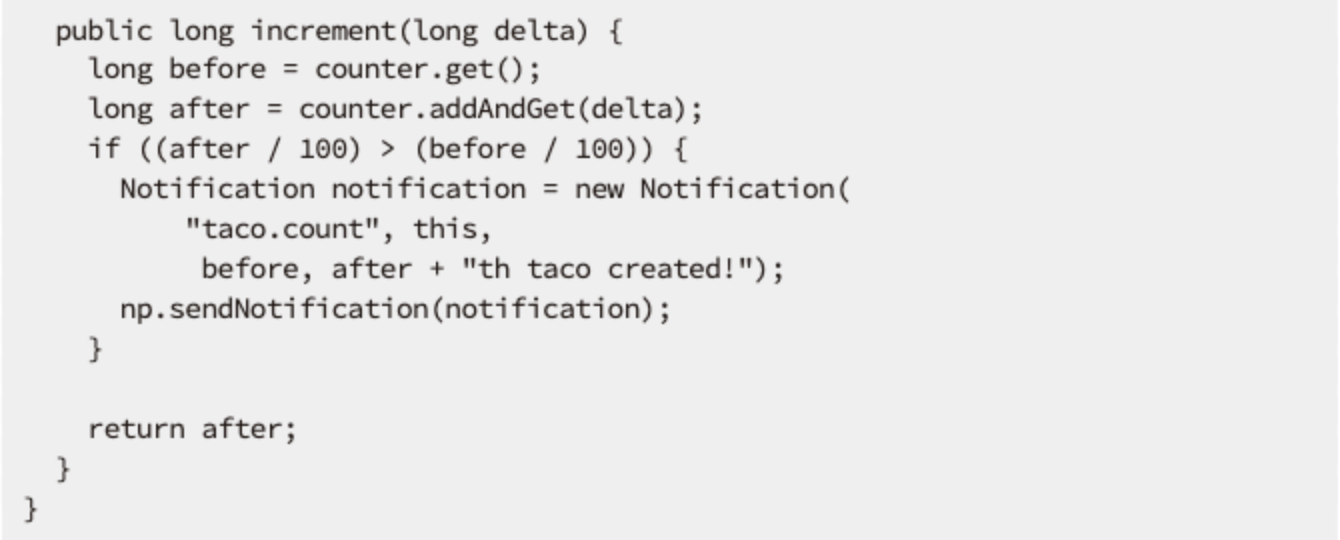 public long increment(long delta) {
long before = counter.get();
long after = counter.addAndGet(delta);
if ((after / 100) > (before / 100)) {
Notification notification = new Notification(
"taco.count", this,
before, after + "th taco created!");
np.sendNotification(notification);
}
return after;
}
}